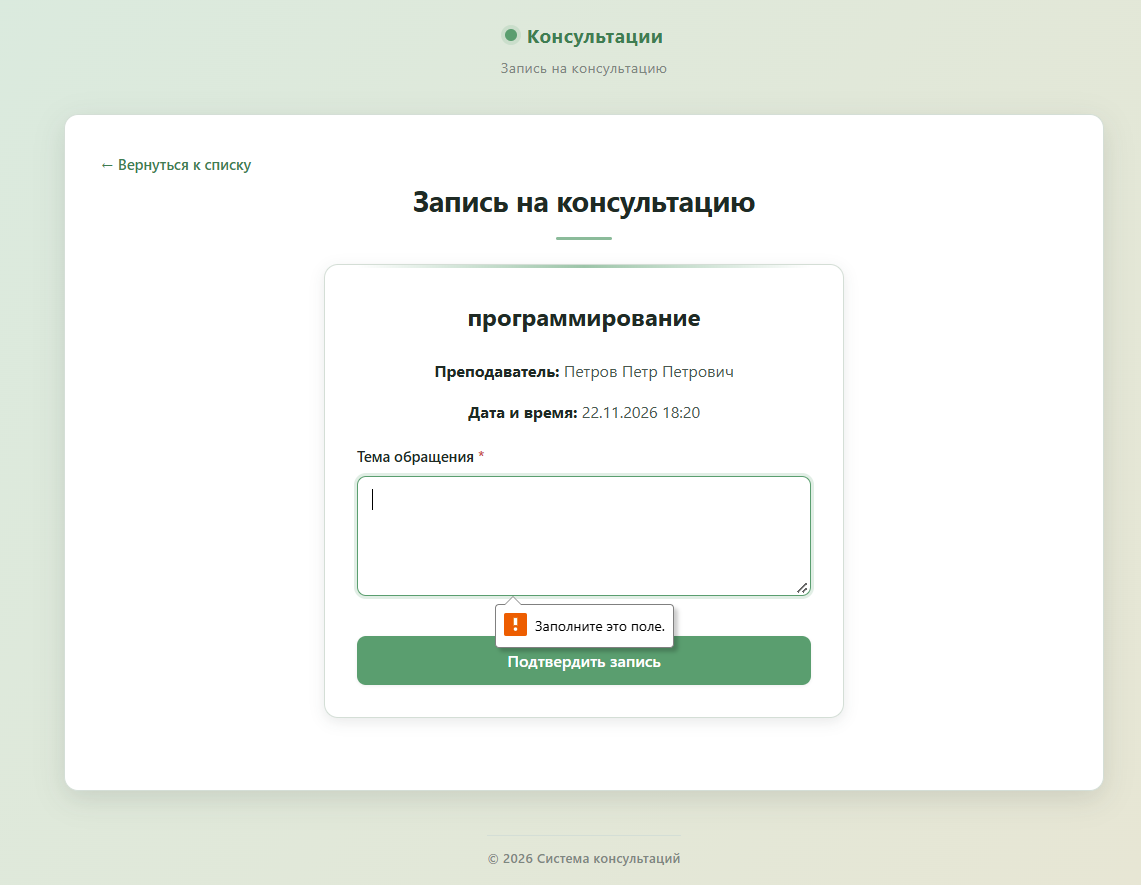 Консультации
Запись на консультацию
← Вернуться к списку
Запись на консультацию
программирование
Преподаватель: Петров Петр Петрович
Дата и время: 22.11.2026 18:20
Тема обращения *
Заполните это поле.
Подтвердить запись
© 2026 Система консультаций